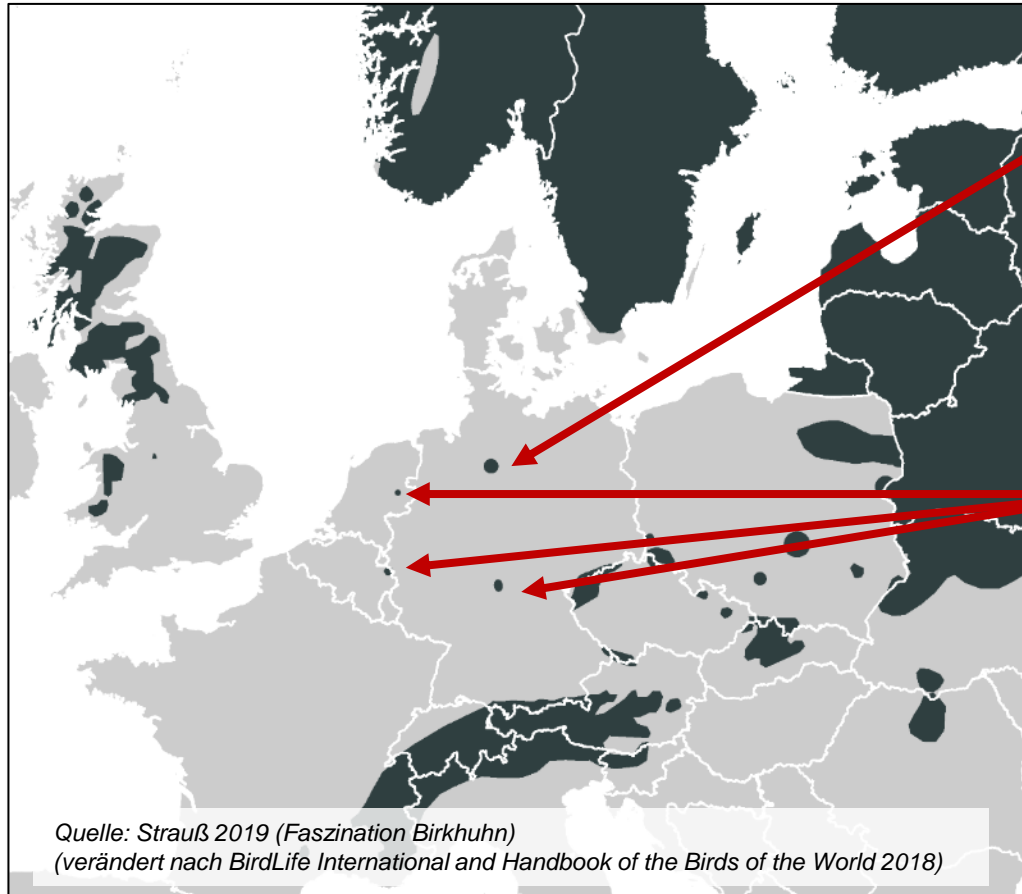 Quelle: Strauß 2019 (Faszination Birkhuhn)
(verändert nach BirdLife International and Handbook of the Birds of the World 2018)